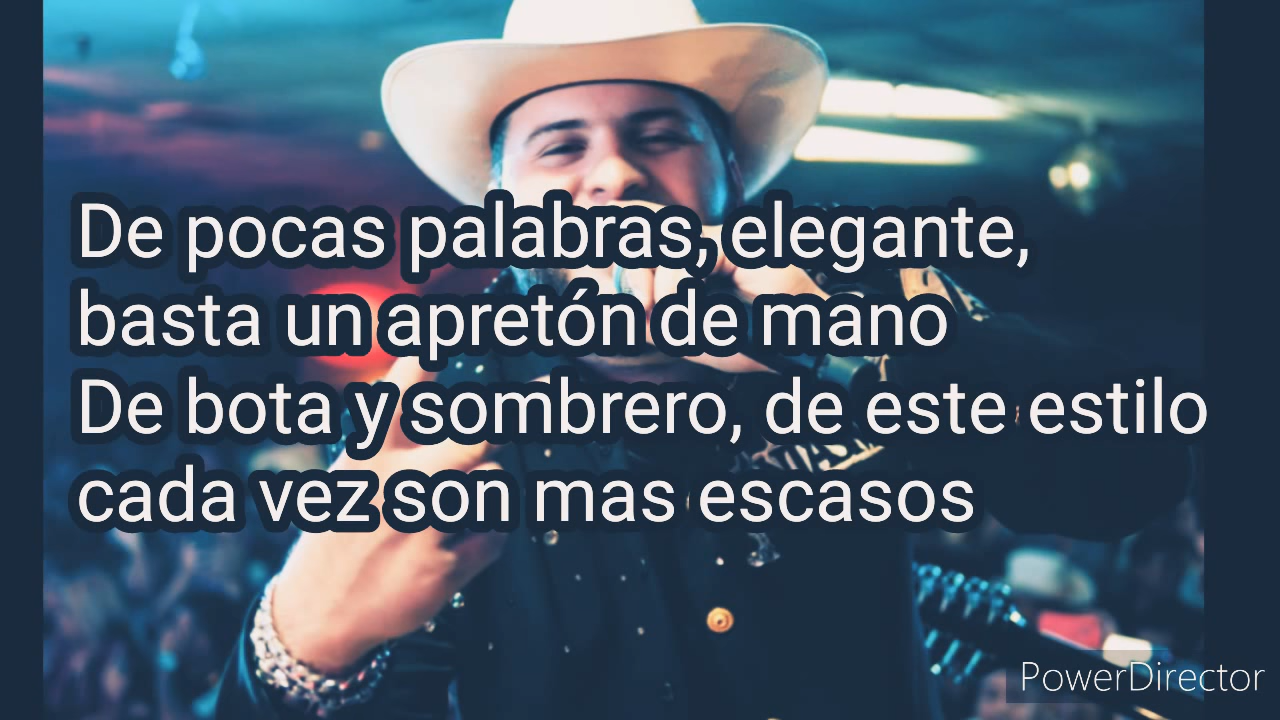 De pocas palabras, elegante,
basta un apretón de mano
De bota y sombrero, de este estilo
cada vez son mas escasos
PowerDirector